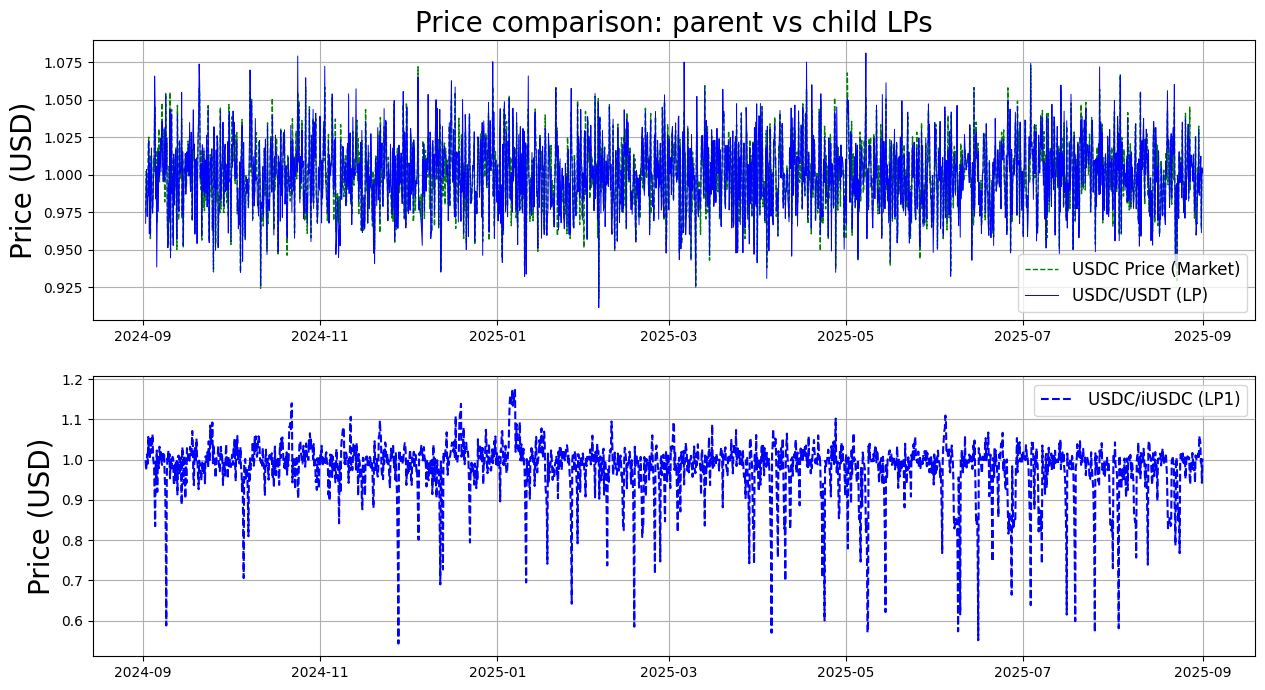 Price comparison: parent vs child LPs
Price (USD)
1.075
1.050
1.025
1.000
0.975
0.950
0.925
USDC Price (Market)
USDC/USDT (LP)
2024-09 2024-11 2025-01 2025-03 2025-05 2025-07 2025-09
Price (USD)
1.2
1.1
1.0
0.9
0.8
0.7
0.6
USDC/iUSDC (LP1)
2024-09 2024-11 2025-01 2025-03 2025-05 2025-07 2025-09